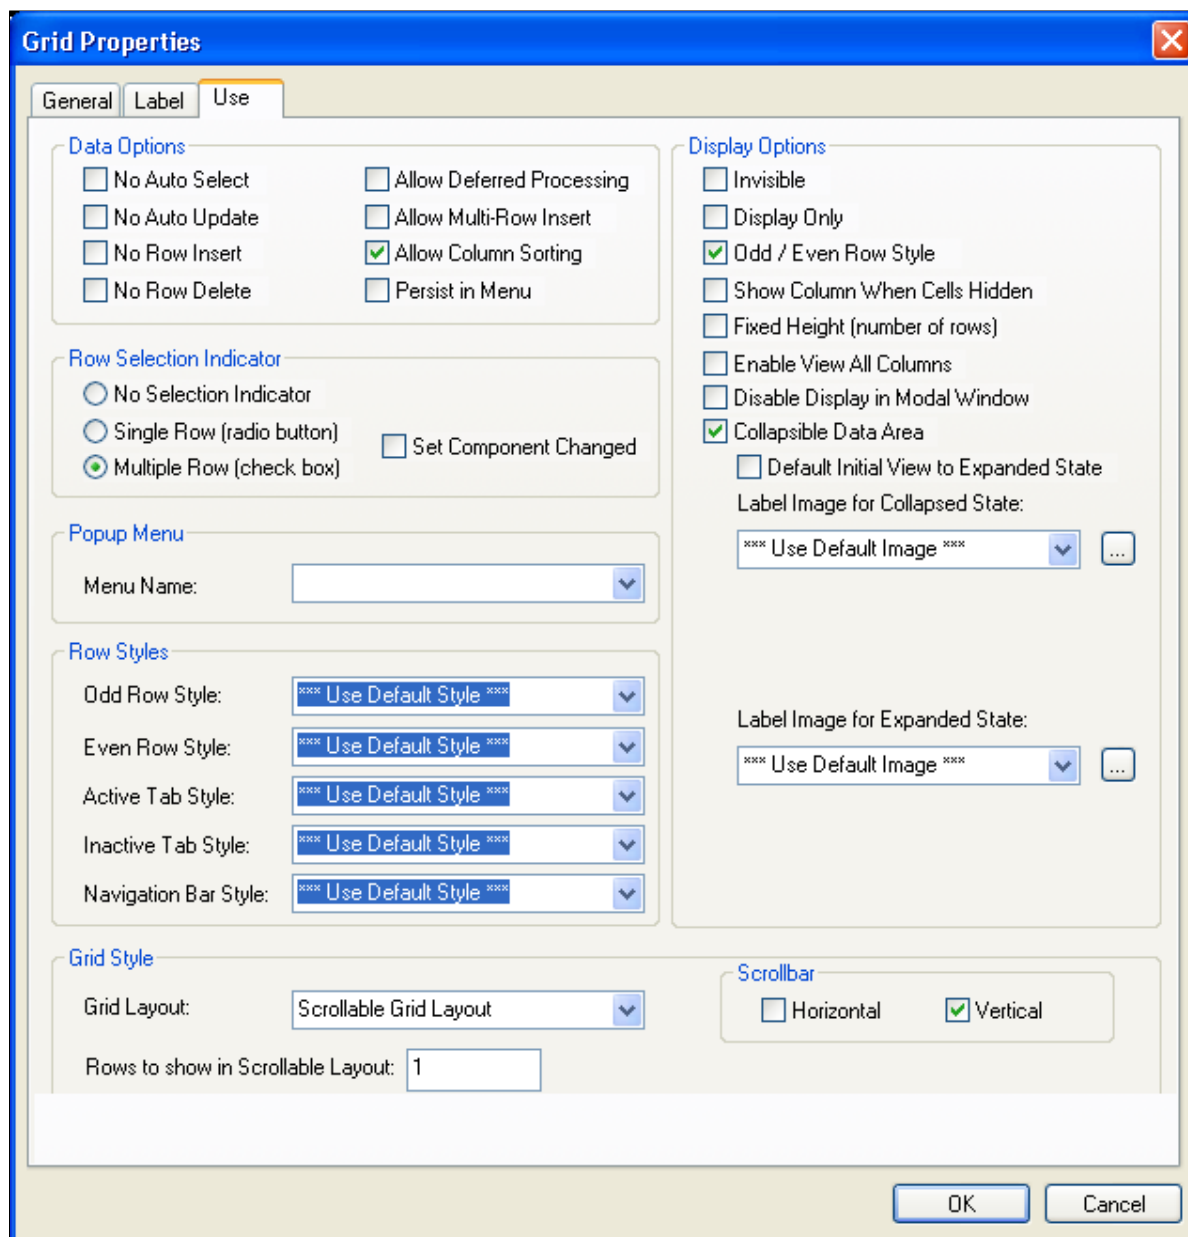 Grid Properties
General
Label
Use
Data Options
No Auto Select
Allow Deferred Processing
No Auto Update
Allow Multi-Row Insert
No Row Insert
Allow Column Sorting
No Row Delete
Persist in Menu
Row Selection Indicator
No Selection Indicator
Single Row (radio button)
Set Component Changed
Multiple Row (check box)
Popup Menu
Menu Name:
Row Styles
Odd Row Style:
*** Use Default Style ***
Even Row Style:
*** Use Default Style ***
Active Tab Style:
*** Use Default Style ***
Inactive Tab Style:
*** Use Default Style ***
Navigation Bar Style:
*** Use Default Style ***
Display Options
Invisible
Display Only
Odd / Even Row Style
Show Column When Cells Hidden
Fixed Height (number of rows)
Enable View All Columns
Disable Display in Modal Window
Collapsible Data Area
Default Initial View to Expanded State
Label Image for Collapsed State:
*** Use Default Image ***
...
Label Image for Expanded State:
*** Use Default Image ***
...
Grid Style
Grid Layout:
Scrollable Grid Layout
Rows to show in Scrollable Layout:
1
Scrollbar
Horizontal
Vertical
OK
Cancel